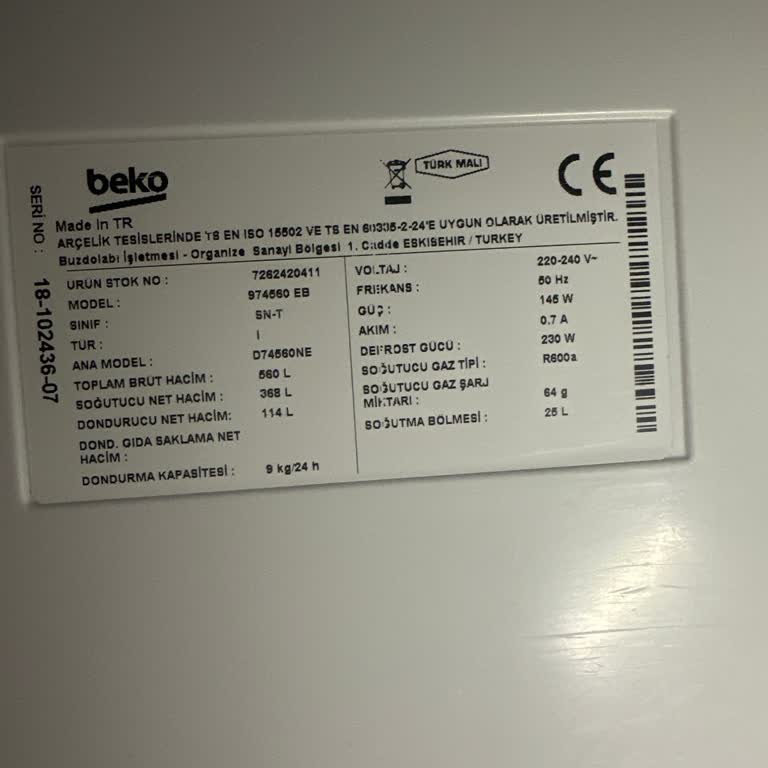 beko
TÜRK MALI
CE
SERİ NO : 18-102436-07
Made in TR
ARÇELİK TESİSLERİNDE TS EN ISO 15502 VE TS EN 60335-2-24'E UYGUN OLARAK ÜRETİLMİŞTİR.
Buzdolabı İşletmesi - Organize Sanayi Bölgesi 1. Cadde ESKISEHIR / TURKEY
ÜRÜN STOK NO : 7262420411
MODEL : 974560 EB
SINIF : SN-T
TÜR : I
ANA MODEL : D74560NE
TOPLAM BRÜT HACİM : 560 L
SOĞUTUCU NET HACİM : 368 L
DONDURUCU NET HACİM: 114 L
DOND. GIDA SAKLAMA NET
HACİM :
DONDURMA KAPASİTESİ : 9 kg/24 h
VOLTAJ : 220-240 V~
FREKANS : 50 Hz
GÜÇ : 145 W
AKIM : 0.7 A
DEFROST GÜCÜ : 230 W
SOĞUTUCU GAZ TİPİ : R600a
SOĞUTUCU GAZ ŞARJ
MİKTARI : 64 g
SOĞUTMA BÖLMESİ : 25 L